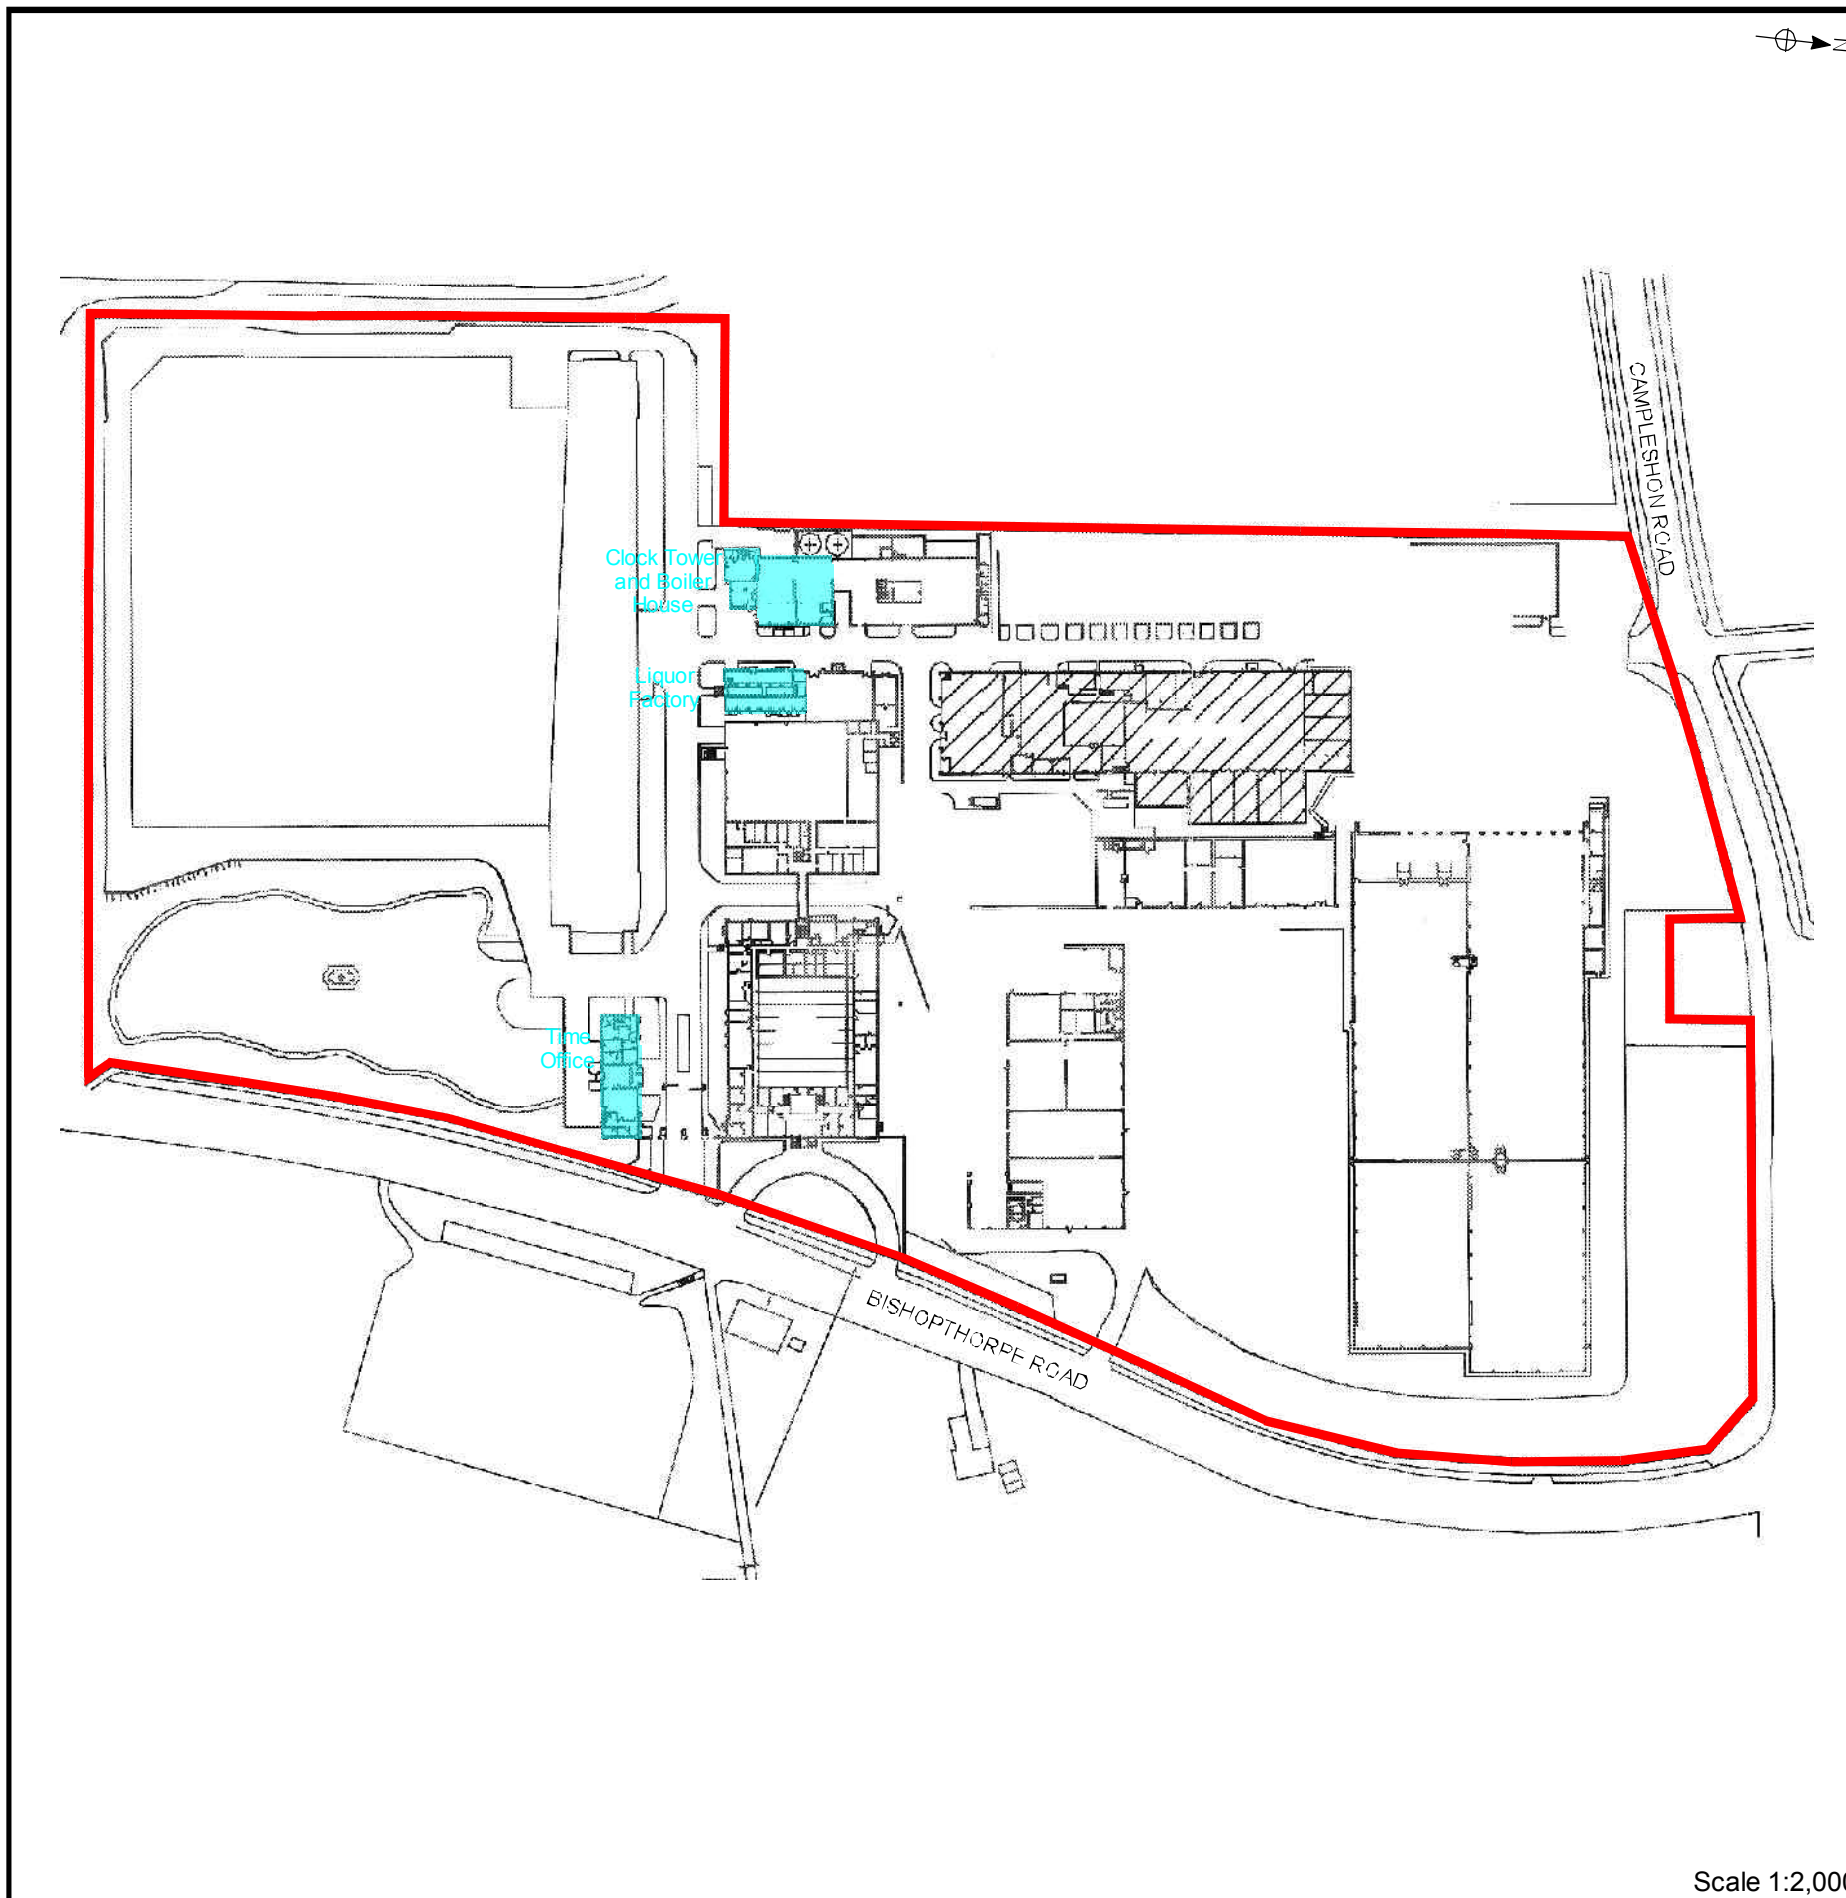 N
CAMPLESHON ROAD
Clock Tower
and Boiler
House
Liquor
Factory
Time
Office
BISHOPTHORPE ROAD
Scale 1:2,000